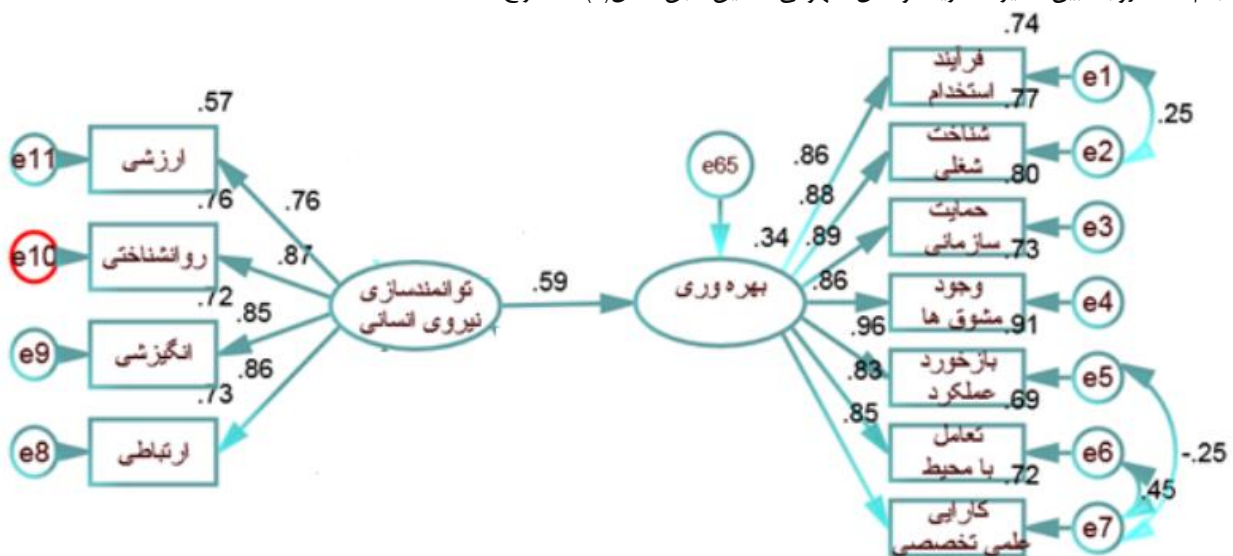 .74
فرآیند
استخدام
e1
.77
.25
شناخت
شغلی
e2
.80
حمایت
سازمانی
e3
.73
وجود
مشوق ها
e4
.91
بازخورد
عملکرد
e5
.69
تعامل
با محیط
e6
.72
-.25
.45
کارایی
علمی تخصصی
e7
.86
.88
.89
.86
.96
.83
.85
e65
.34
بهره وری
.59
توانمندسازی
نیروی انسانی
.76
.87
.85
.86
.57
ارزشی
e11
.76
روانشناختی
e10
.72
انگیزشی
e9
.73
ارتباطی
e8